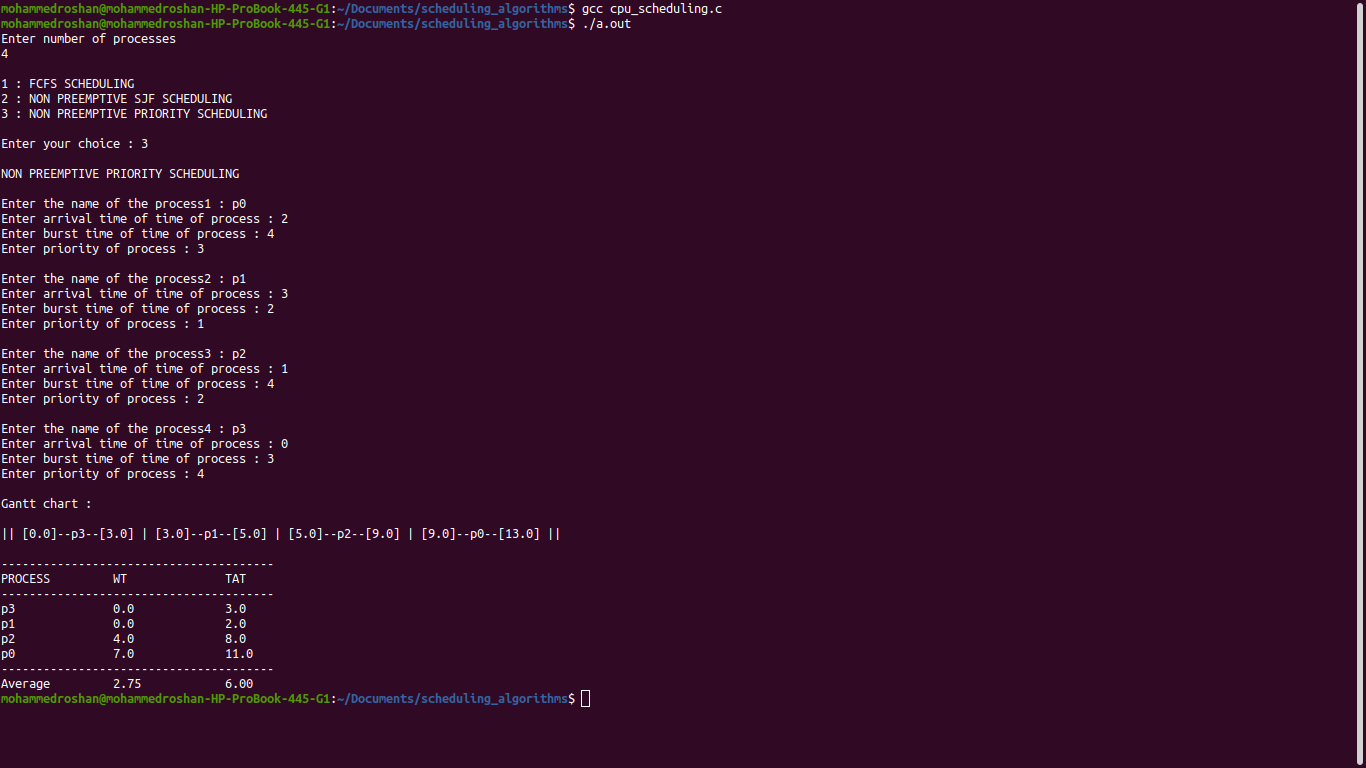 mohammedroshan@mohammedroshan-HP-ProBook-445-G1:~/Documents/scheduling_algorithms$ gcc cpu_scheduling.c
mohammedroshan@mohammedroshan-HP-ProBook-445-G1:~/Documents/scheduling_algorithms$ ./a.out
Enter number of processes
4
1 : FCFS SCHEDULING
2 : NON PREEMPTIVE SJF SCHEDULING
3 : NON PREEMPTIVE PRIORITY SCHEDULING
Enter your choice : 3
NON PREEMPTIVE PRIORITY SCHEDULING
Enter the name of the process1 : p0
Enter arrival time of time of process : 2
Enter burst time of time of process : 4
Enter priority of process : 3
Enter the name of the process2 : p1
Enter arrival time of time of process : 3
Enter burst time of time of process : 2
Enter priority of process : 1
Enter the name of the process3 : p2
Enter arrival time of time of process : 1
Enter burst time of time of process : 4
Enter priority of process : 2
Enter the name of the process4 : p3
Enter arrival time of time of process : 0
Enter burst time of time of process : 3
Enter priority of process : 4
Gantt chart :
|| [0.0]--p3--[3.0] | [3.0]--p1--[5.0] | [5.0]--p2--[9.0] | [9.0]--p0--[13.0] ||
---------------------------------------
PROCESS         WT              TAT
---------------------------------------
p3              0.0             3.0
p1              0.0             2.0
p2              4.0             8.0
p0              7.0             11.0
---------------------------------------
Average         2.75            6.00
mohammedroshan@mohammedroshan-HP-ProBook-445-G1:~/Documents/scheduling_algorithms$